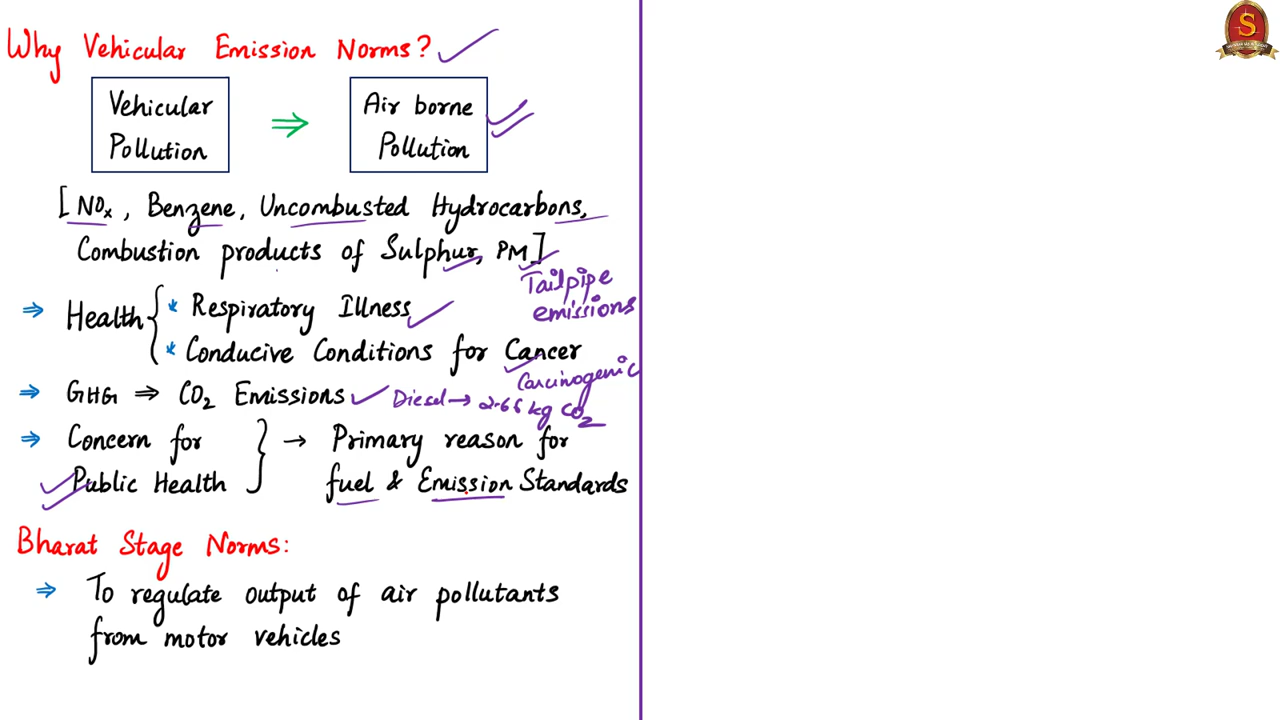 Why Vehicular Emission Norms?
Vehicular
Pollution
⇒
Air borne
Pollution
[NOx, Benzene, Uncombusted Hydrocarbons,
Combustion products of Sulphur, PM]
Tailpipe
emissions
⇒ Health { * Respiratory Illness
* Conducive Conditions for Cancer
Carcinogenic
⇒ GHG ⇒ CO2 Emissions
Diesel → 2.66 kg CO2
⇒ Concern for
Public Health } → Primary reason for
fuel & Emission Standards
Bharat Stage Norms:
⇒ To regulate output of air pollutants
from motor vehicles
S